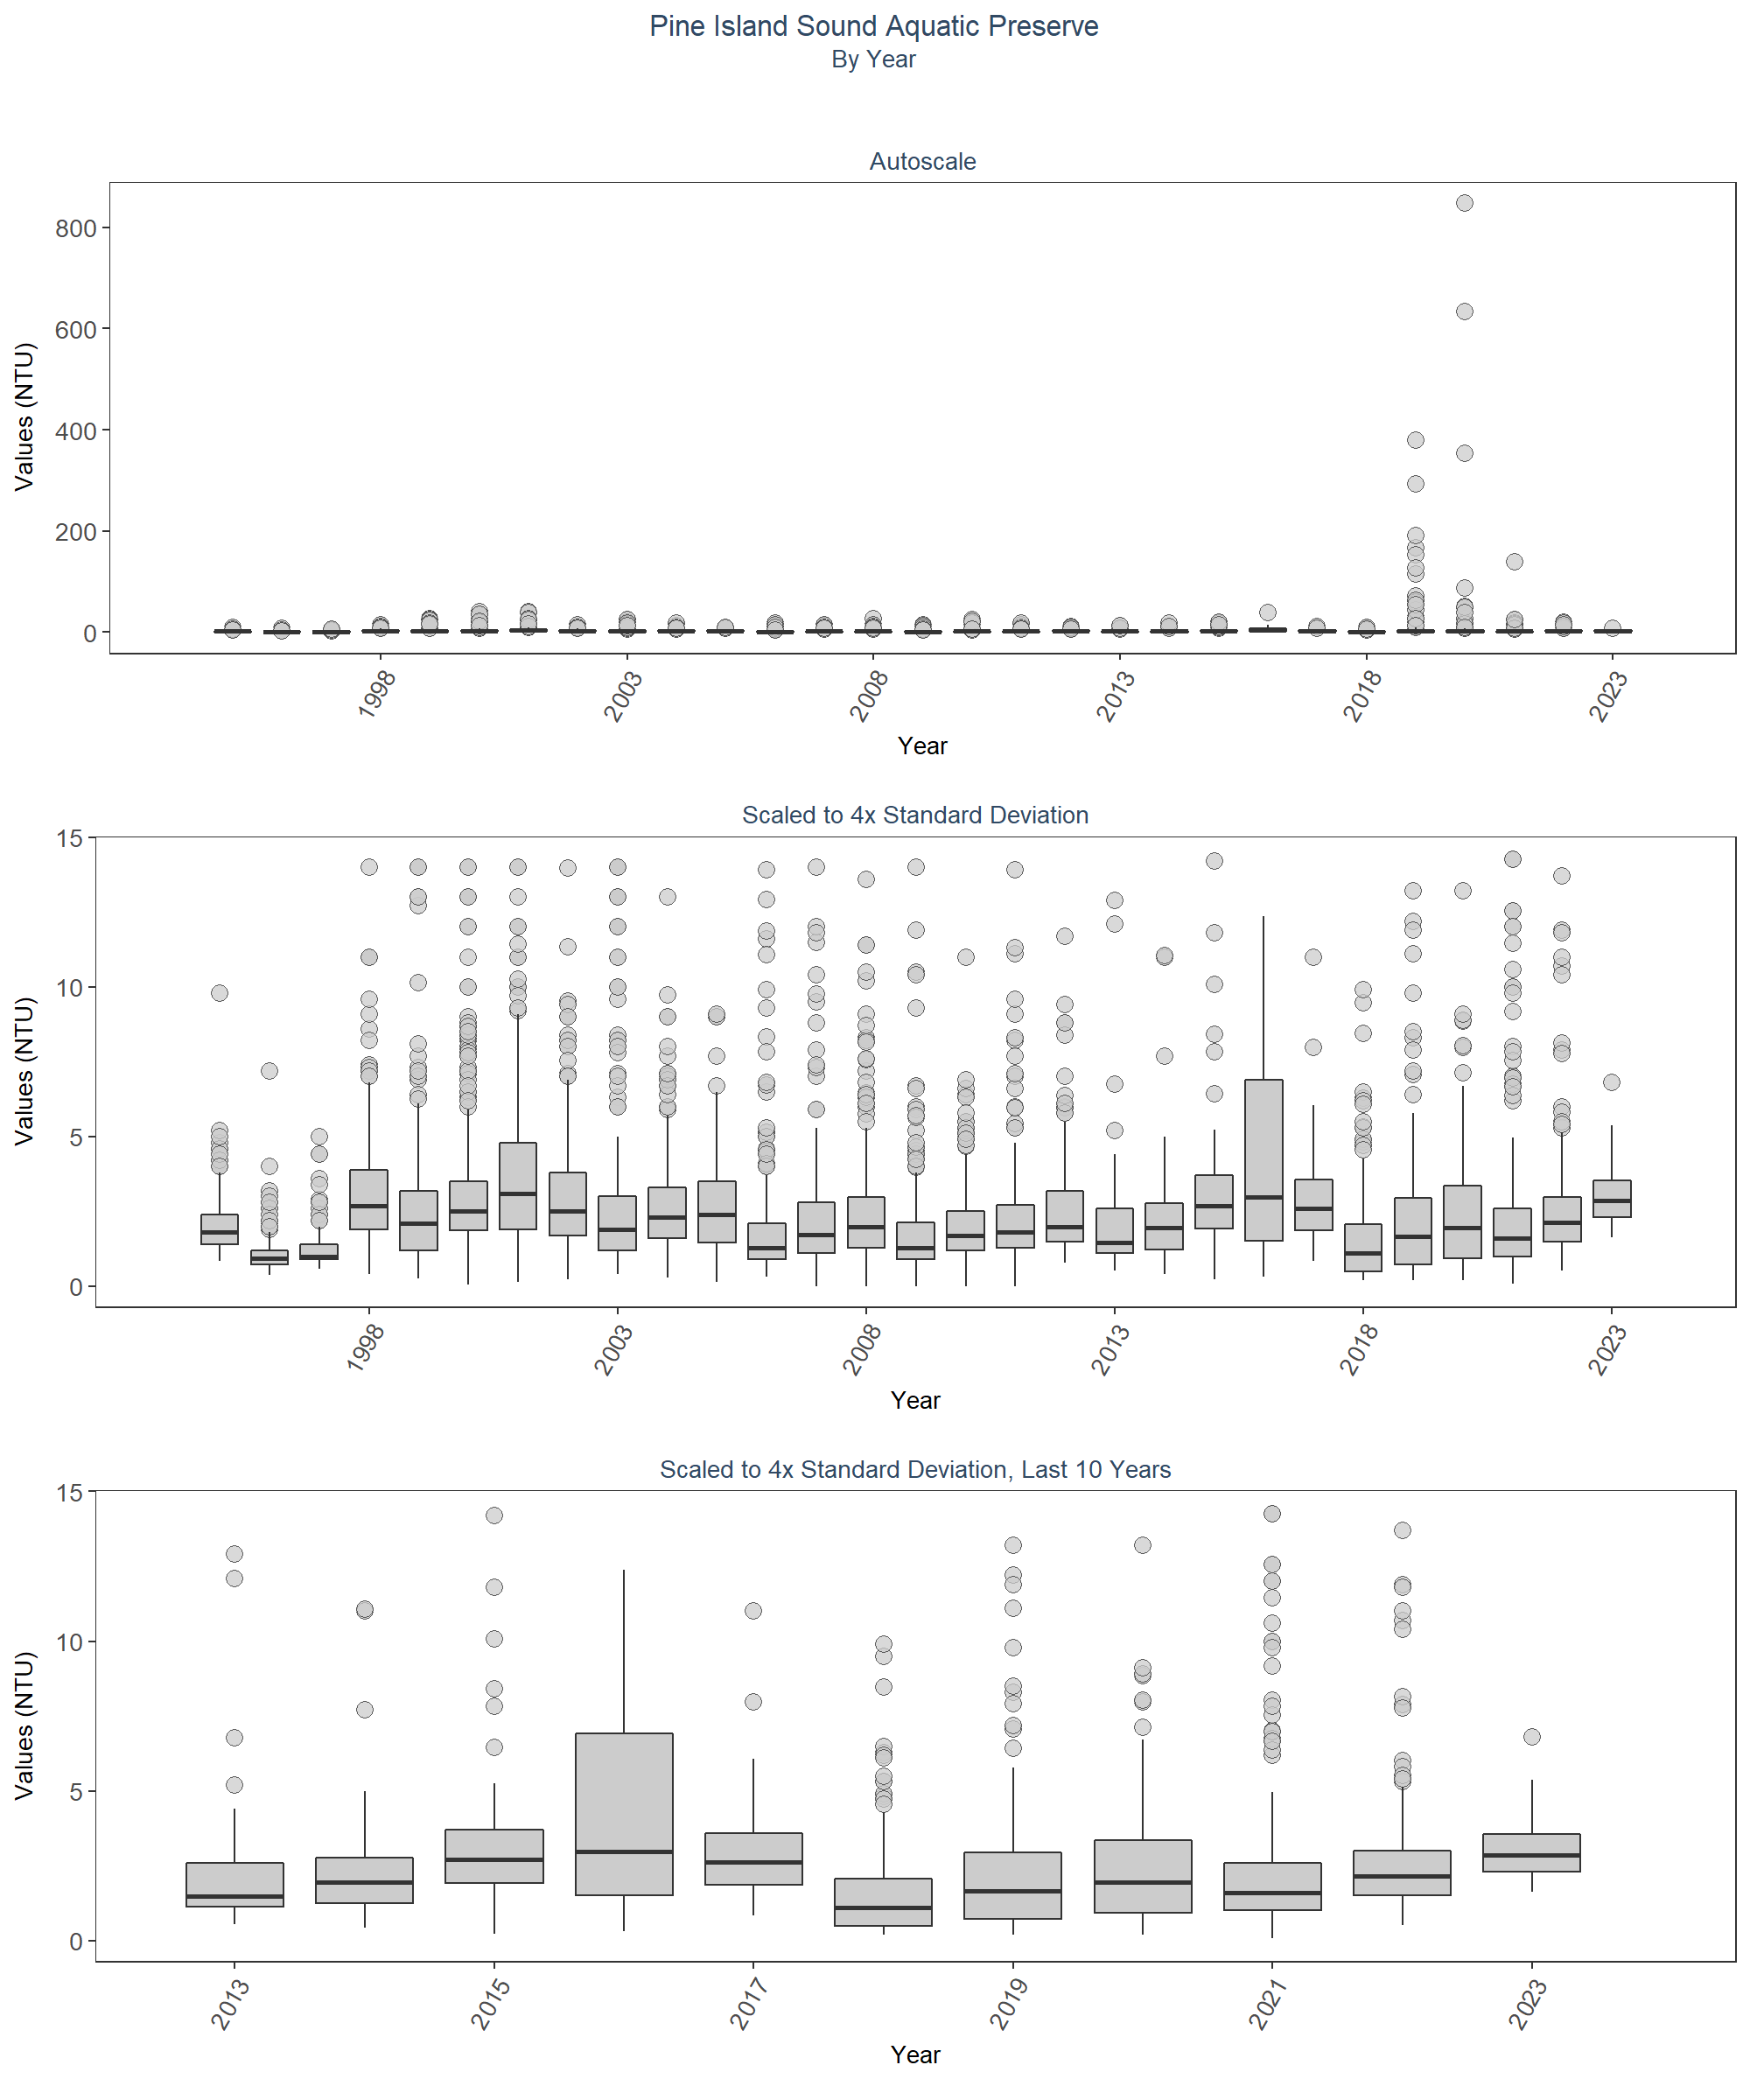 Pine Island Sound Aquatic Preserve
By Year
Autoscale
Values (NTU)
800
600
400
200
0
1998 2003 2008 2013 2018 2023
Year
Scaled to 4x Standard Deviation
Values (NTU)
15
10
5
0
1998 2003 2008 2013 2018 2023
Year
Scaled to 4x Standard Deviation, Last 10 Years
Values (NTU)
15
10
5
0
2013 2015 2017 2019 2021 2023
Year